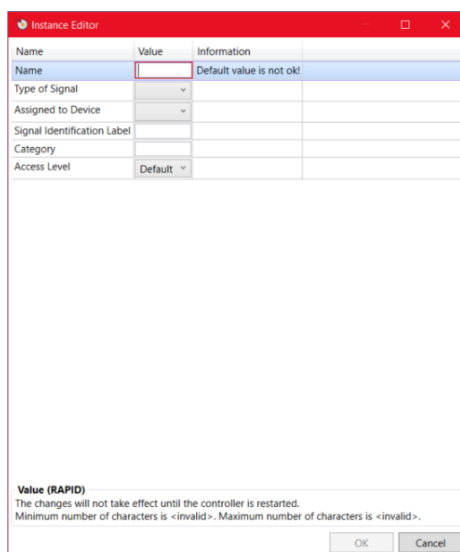 Instance Editor
Name Value Information
Name Default value is not ok!
Type of Signal
Assigned to Device
Signal Identification Label
Category
Access Level Default
Value (RAPID)
The changes will not take effect until the controller is restarted.
Minimum number of characters is <invalid>. Maximum number of characters is <invalid>.
OK Cancel